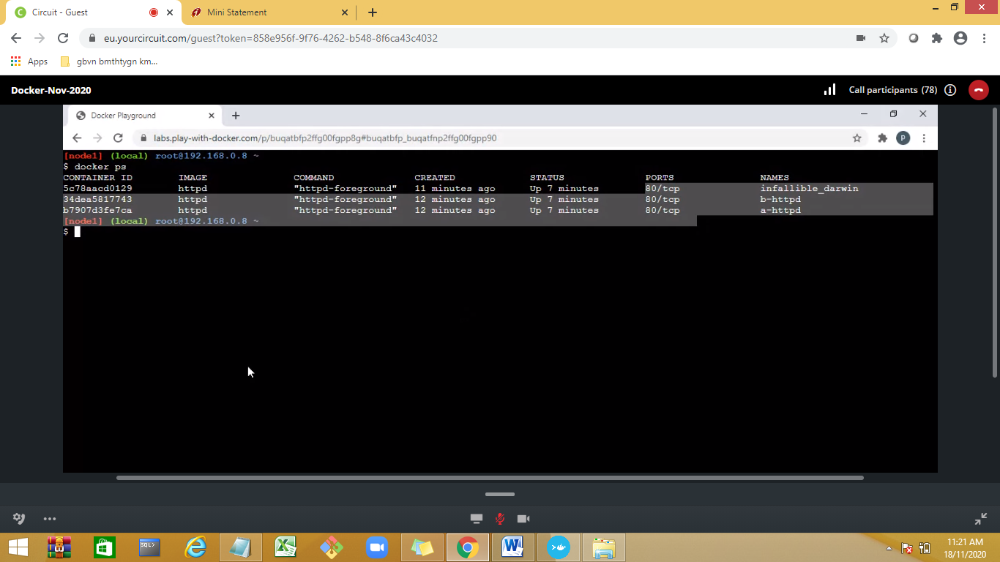 Circuit - Guest
Mini Statement
eu.yourcircuit.com/guest?token=858e956f-9f76-4262-b548-8f6ca43c4032
Apps
gbvn bmthtygn km...
Docker-Nov-2020
Call participants (78)
Docker Playground
labs.play-with-docker.com/p/buqatbfp2ffg00fgpp8g#buqatbfp_buqatfnp2ffg00fgpp90
P
[node1] (local) root@192.168.0.8 ~
$ docker ps
CONTAINER ID IMAGE COMMAND CREATED STATUS PORTS NAMES
5c78aacd0129 httpd "httpd-foreground" 11 minutes ago Up 7 minutes 80/tcp infallible_darwin
34dea5817743 httpd "httpd-foreground" 12 minutes ago Up 7 minutes 80/tcp b-httpd
b7907d3fe7ca httpd "httpd-foreground" 12 minutes ago Up 7 minutes 80/tcp a-httpd
[node1] (local) root@192.168.0.8 ~
$
SQL>
11:21 AM
18/11/2020